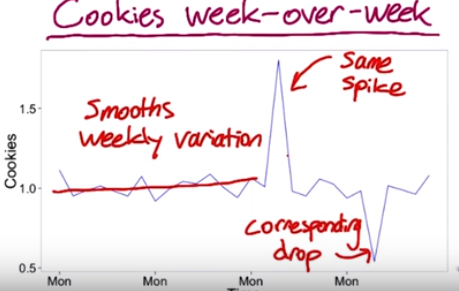 Cookies week-over-week
Same
spike
Smooths
weekly variation
corresponding
drop
Cookies
1.5
1.0
0.5
Mon
Mon
Mon
Mon